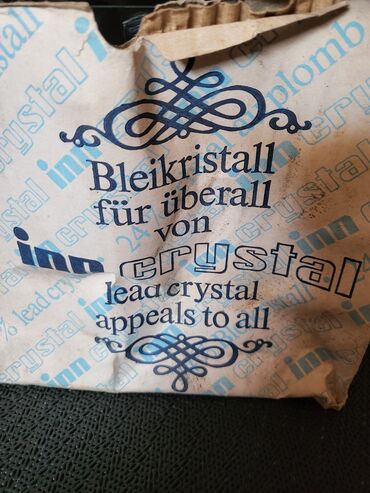 Bleikristall
für überall
von
inn crystal
lead crystal
appeals to all